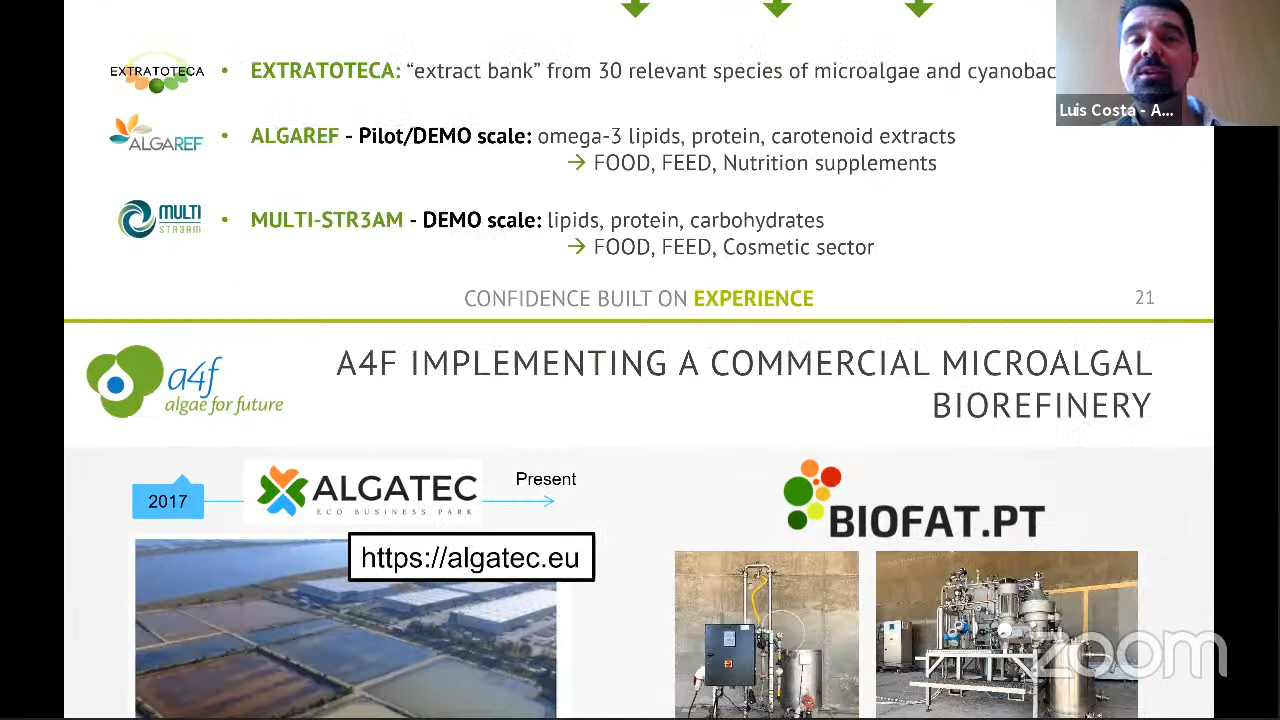 EXTRATOTECA
• EXTRATOTECA: “extract bank” from 30 relevant species of microalgae and cyanobac
Luis Costa - A...
ALGAREF
• ALGAREF - Pilot/DEMO scale: omega-3 lipids, protein, carotenoid extracts
→ FOOD, FEED, Nutrition supplements
MULTI
STR3AM
• MULTI-STR3AM - DEMO scale: lipids, protein, carbohydrates
→ FOOD, FEED, Cosmetic sector
CONFIDENCE BUILT ON EXPERIENCE
21
a4f
algae for future
A4F IMPLEMENTING A COMMERCIAL MICROALGAL
BIOREFINERY
2017
ALGATEC
ECO BUSINESS PARK
Present
BIOFAT.PT
https://algatec.eu
zoom